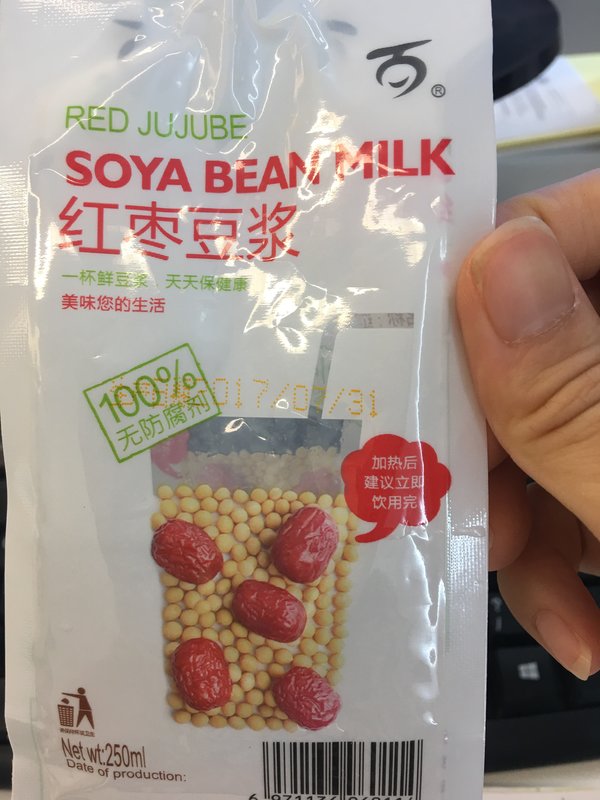 百
®
RED JUJUBE
SOYA BEAN MILK
红枣豆浆
一杯鲜豆浆 天天保健康
美味您的生活
2017/07/31
100%
无防腐剂
加热后
建议立即
饮用完
Net wt:250ml
Date of production: